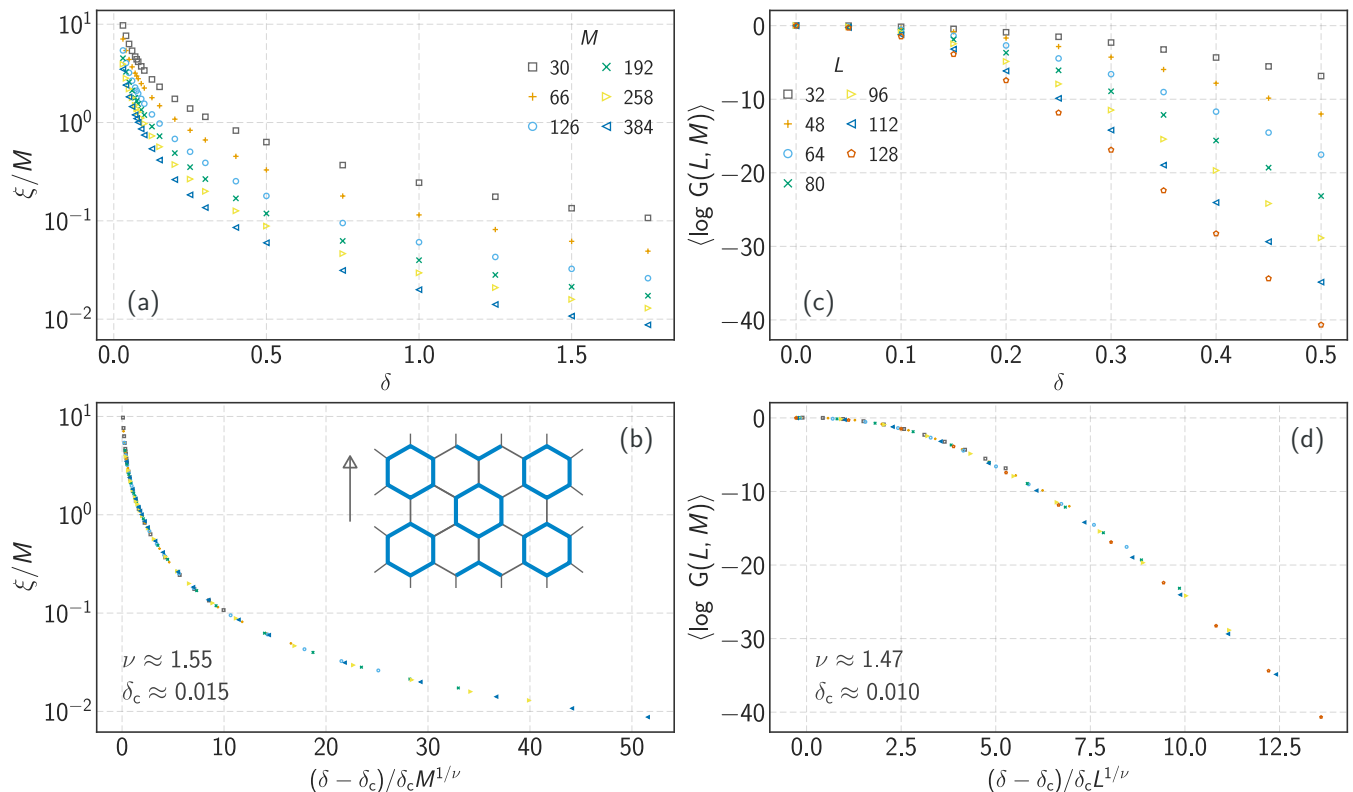 10¹
10⁰
10⁻¹
10⁻²
ξ/M
M
30 192
66 258
126 384
(a)
0.0 0.5 1.0 1.5
δ
0
−10
−20
−30
−40
⟨log G(L, M)⟩
L
32 96
48 112
64 128
80
(c)
0.0 0.1 0.2 0.3 0.4 0.5
δ
10¹
10⁰
10⁻¹
10⁻²
ξ/M
(b)
ν ≈ 1.55
δc ≈ 0.015
0 10 20 30 40 50
(δ − δc)/δcM¹ᐟᵛ
0
−10
−20
−30
−40
⟨log G(L, M)⟩
(d)
ν ≈ 1.47
δc ≈ 0.010
0.0 2.5 5.0 7.5 10.0 12.5
(δ − δc)/δcL¹ᐟᵛ